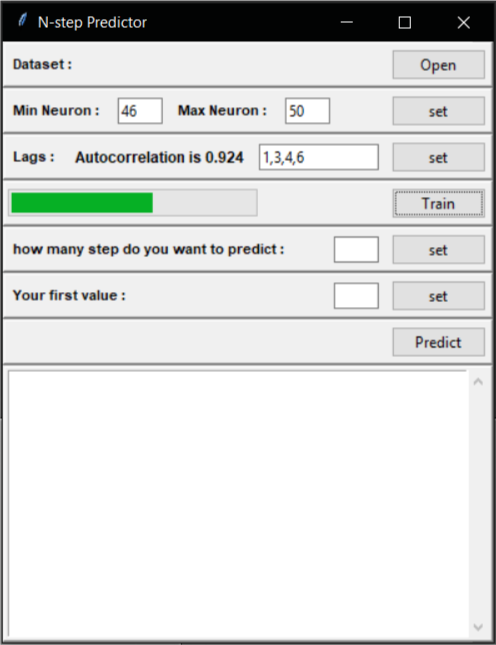 N-step Predictor
Dataset : Open
Min Neuron : 46 Max Neuron : 50 set
Lags : Autocorrelation is 0.924 1,3,4,6 set
Train
how many step do you want to predict : set
Your first value : set
Predict